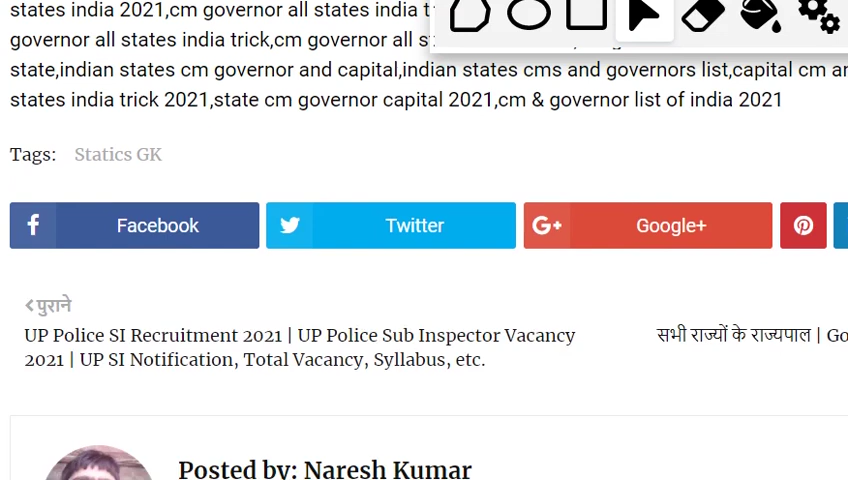 states india 2021,cm governor all states india
governor all states india trick,cm governor all
state,indian states cm governor and capital,indian states cms and governors list,capital cm
states india trick 2021,state cm governor capital 2021,cm & governor list of india 2021
Tags: Statics GK
Facebook Twitter Google+
पुराने
UP Police SI Recruitment 2021 | UP Police Sub Inspector Vacancy
2021 | UP SI Notification, Total Vacancy, Syllabus, etc.
सभी राज्यों के राज्यपाल |
Posted by: Naresh Kumar